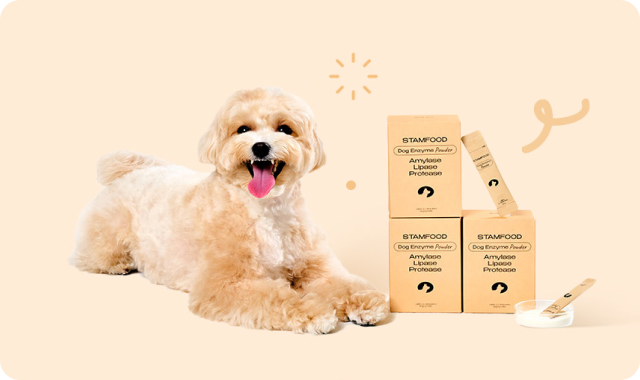 STAMFOOD
Dog Enzyme Powder
Amylase
Lipase
Protease
STAMFOOD
Dog Enzyme Powder
Amylase
Lipase
Protease
STAMFOOD
Dog Enzyme Powder
Amylase
Lipase
Protease